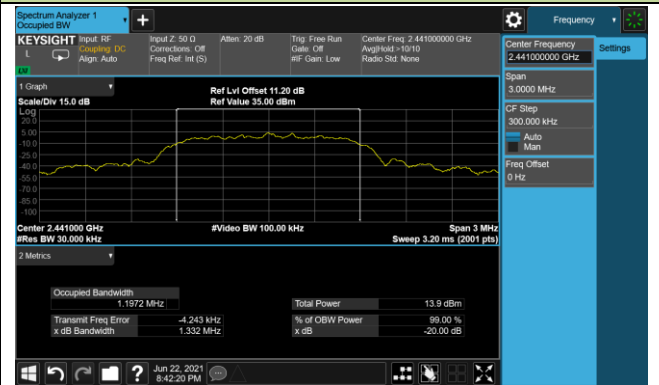 Spectrum Analyzer 1
Occupied BW
Frequency
KEYSIGHT
L
Input: RF
Coupling: DC
Align: Auto
Input Z: 50 Ω
Corrections: Off
Freq Ref: Int (S)
Atten: 20 dB
Trig: Free Run
Gate: Off
#IF Gain: Low
Center Freq: 2.441000000 GHz
Avg|Hold:>10/10
Radio Std: None
Center Frequency
2.441000000 GHz
Settings
Span
3.0000 MHz
CF Step
300.000 kHz
Auto
Man
Freq Offset
0 Hz
1 Graph
Scale/Div 15.0 dB
Ref Lvl Offset 11.20 dB
Ref Value 35.00 dBm
Log
20.0
5.00
-10.0
-25.0
-40.0
-55.0
-70.0
-85.0
-100
Center 2.441000 GHz
#Res BW 30.000 kHz
#Video BW 100.00 kHz
Span 3 MHz
Sweep 3.20 ms (2001 pts)
2 Metrics
Occupied Bandwidth
1.1972 MHz
Total Power 13.9 dBm
Transmit Freq Error -4.243 kHz % of OBW Power 99.00 %
x dB Bandwidth 1.332 MHz x dB -20.00 dB
Jun 22, 2021
8:42:20 PM